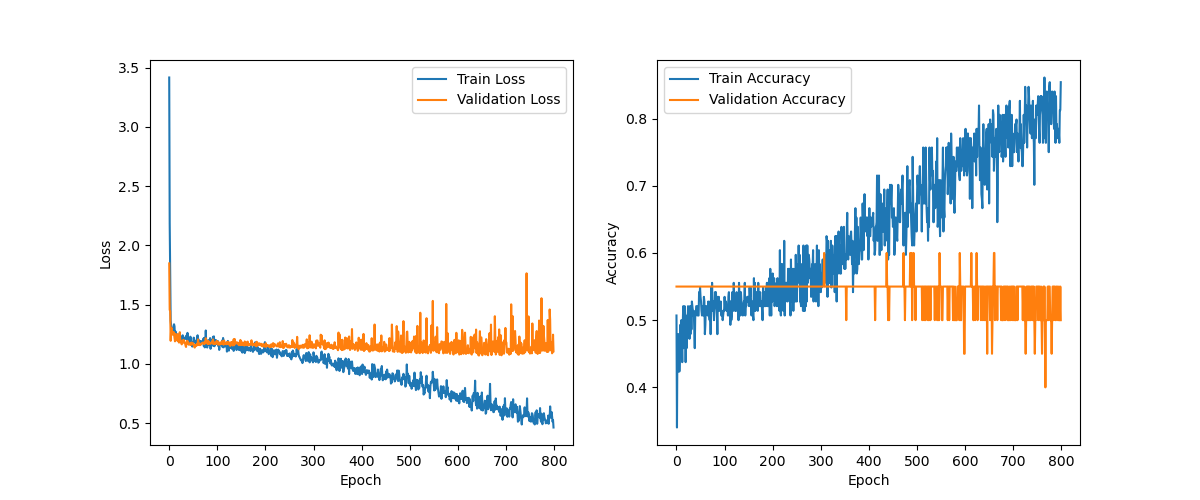 Train Loss
Validation Loss
3.5
3.0
2.5
2.0
1.5
1.0
0.5
Loss
0 100 200 300 400 500 600 700 800
Epoch
Train Accuracy
Validation Accuracy
0.8
0.7
0.6
0.5
0.4
Accuracy
0 100 200 300 400 500 600 700 800
Epoch